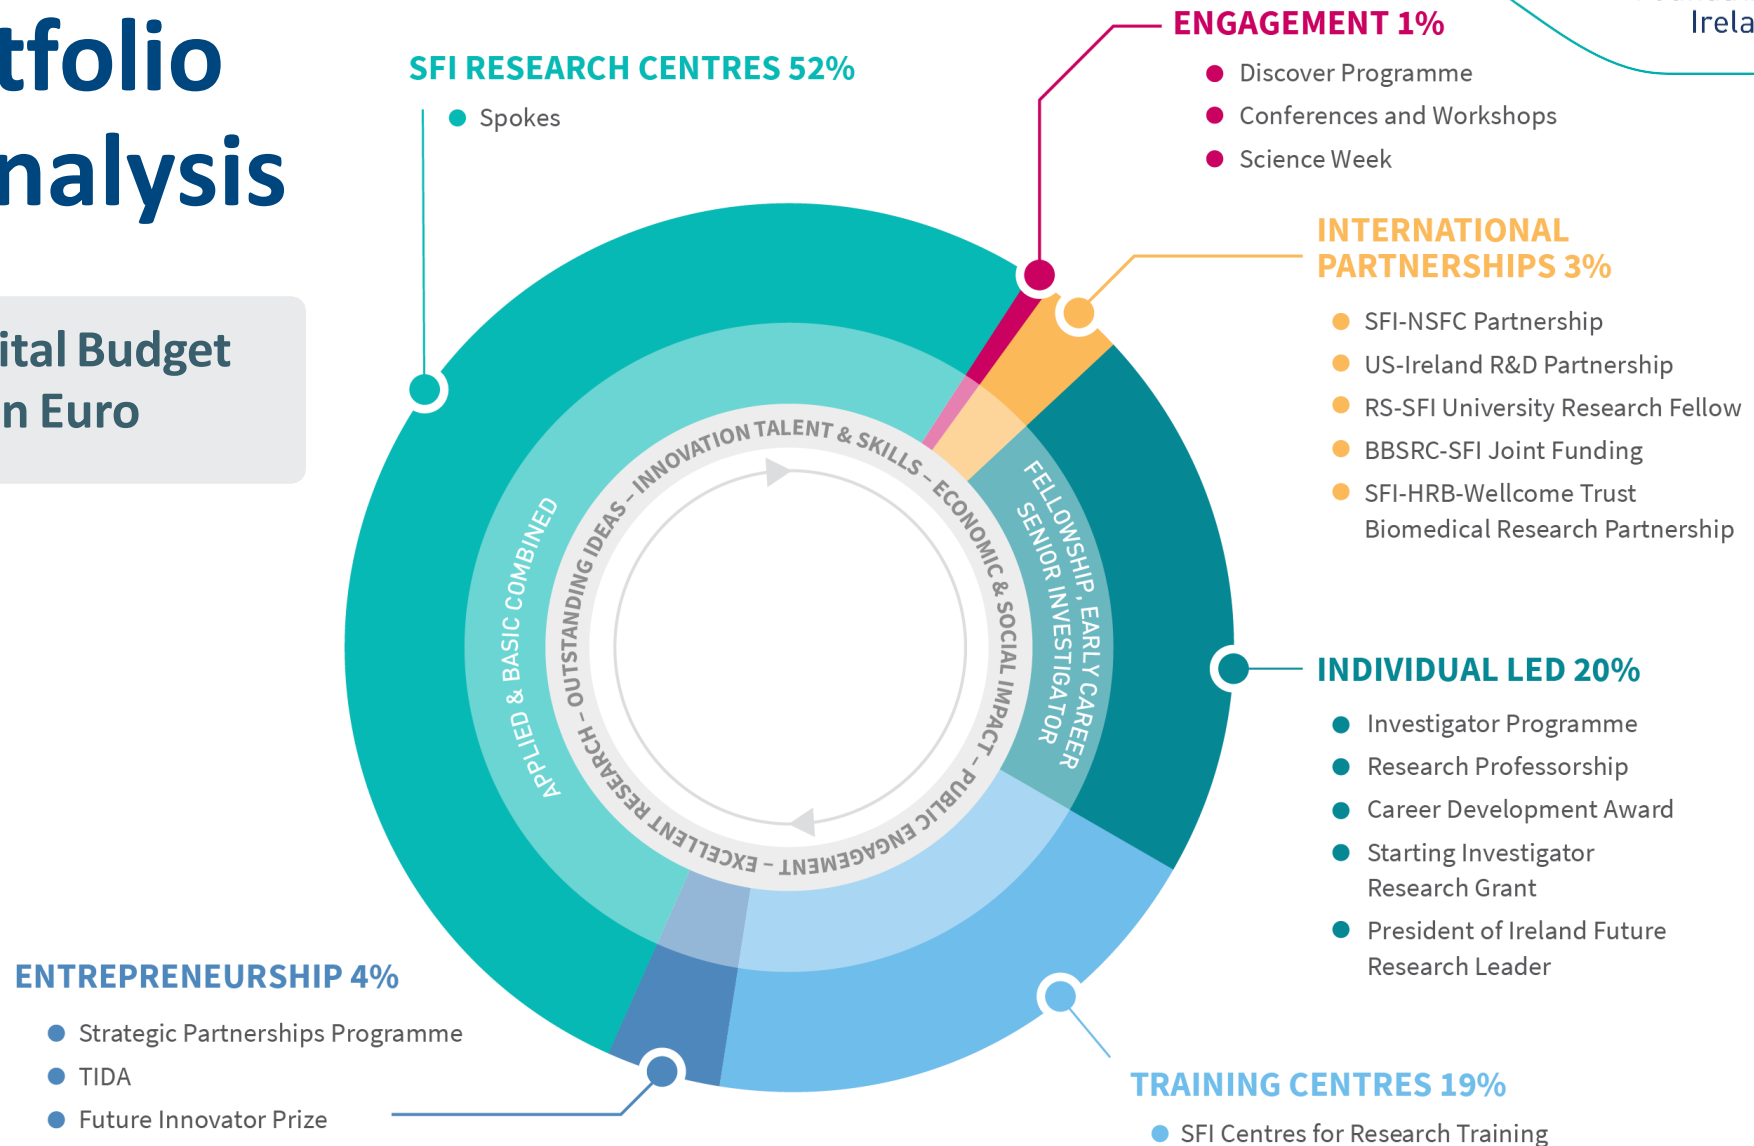 tfolio
nalysis
ital Budget
n Euro
SFI RESEARCH CENTRES 52%
Spokes
ENGAGEMENT 1%
Discover Programme
Conferences and Workshops
Science Week
Irela
INTERNATIONAL
PARTNERSHIPS 3%
SFI-NSFC Partnership
US-Ireland R&D Partnership
RS-SFI University Research Fellow
BBSRC-SFI Joint Funding
SFI-HRB-Wellcome Trust
Biomedical Research Partnership
INDIVIDUAL LED 20%
Investigator Programme
Research Professorship
Career Development Award
Starting Investigator
Research Grant
President of Ireland Future
Research Leader
APPLIED & BASIC COMBINED
FELLOWSHIP, EARLY CAREER
SENIOR INVESTIGATOR
TALENT & SKILLS – ECONOMIC & SOCIAL IMPACT – PUBLIC ENGAGEMENT – EXCELLENT RESEARCH – OUTSTANDING IDEAS – INNOVATION
ENTREPRENEURSHIP 4%
Strategic Partnerships Programme
TIDA
Future Innovator Prize
TRAINING CENTRES 19%
SFI Centres for Research Training